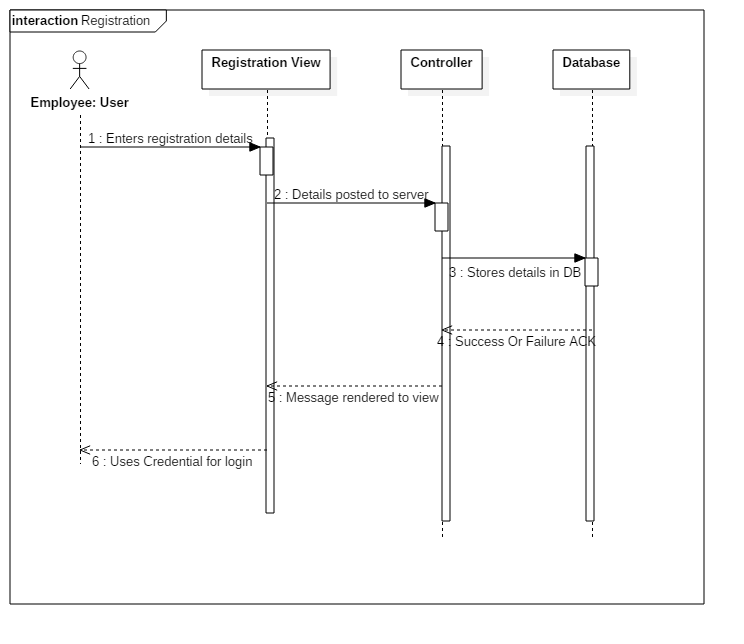 interaction Registration
Employee: User
Registration View
Controller
Database
1 : Enters registration details
2 : Details posted to server
3 : Stores details in DB
4 : Success Or Failure ACK
5 : Message rendered to view
6 : Uses Credential for login